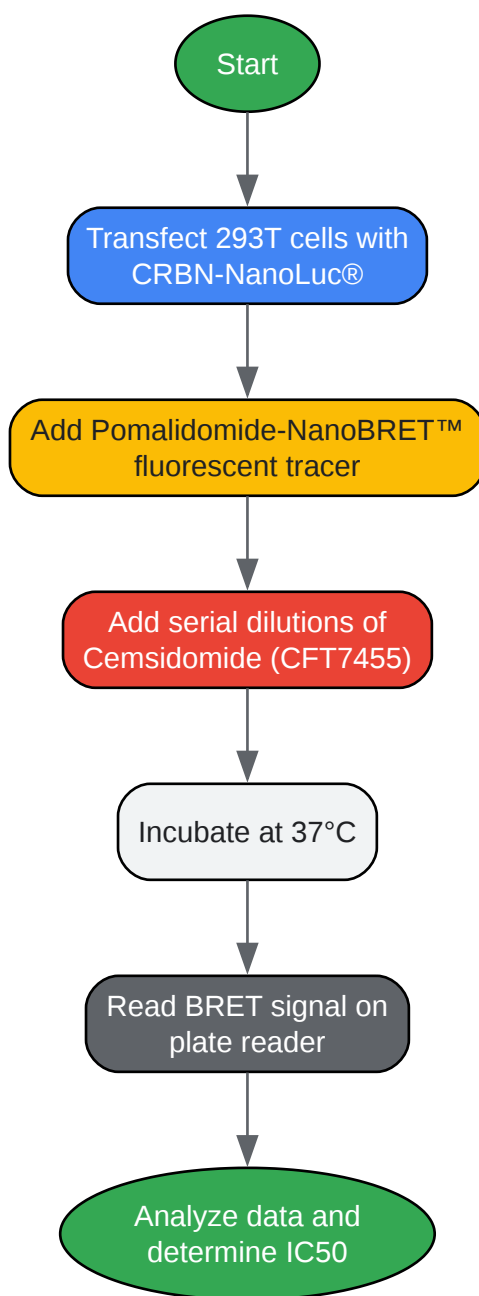 Start
Transfect 293T cells with
CRBN-NanoLuc®
Add Pomalidomide-NanoBRET™
fluorescent tracer
Add serial dilutions of
Cemsidomide (CFT7455)
Incubate at 37°C
Read BRET signal on
plate reader
Analyze data and
determine IC50